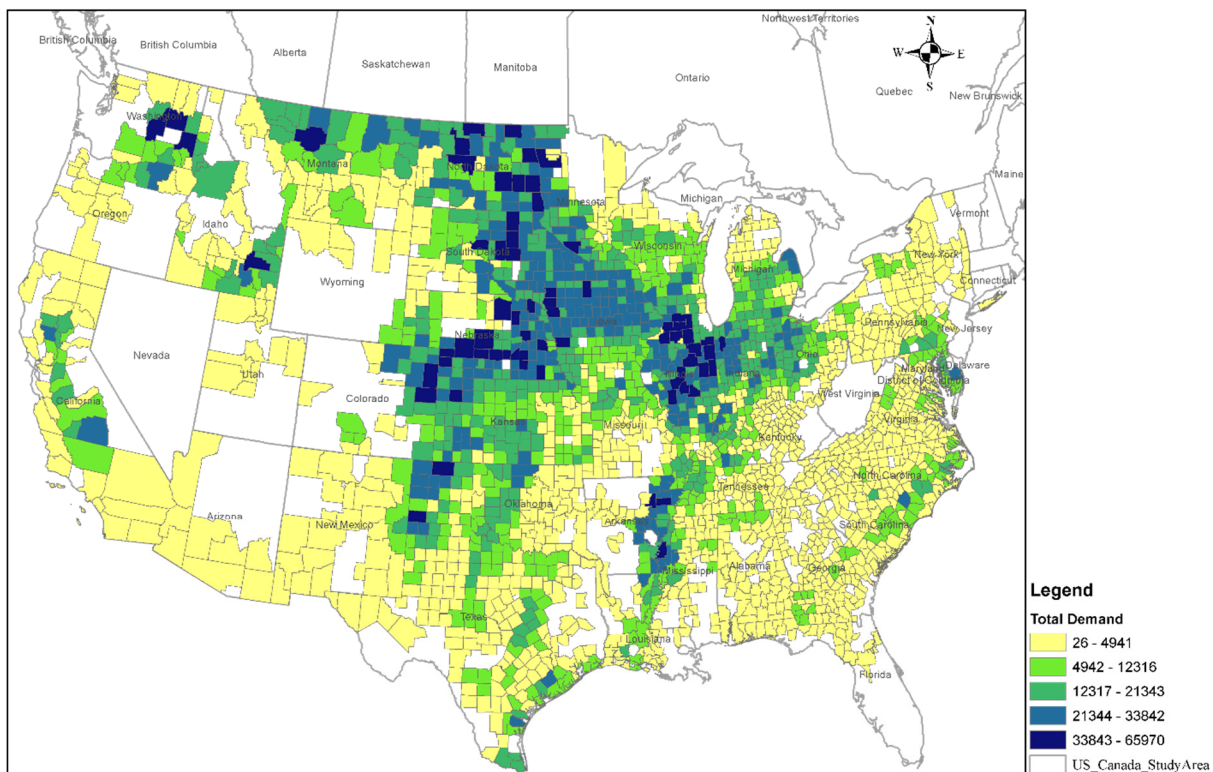 Northwest Territories
British Columbia
British Columbia
Alberta
Saskatchewan
Manitoba
Ontario
Quebec
New Brunswick
N
W
E
S
Maine
Washington
Montana
North Dakota
Minnesota
Michigan
Vermont
Oregon
Idaho
South Dakota
Wisconsin
Michigan
New York
Wyoming
Connecticut
Nebraska
Iowa
Pennsylvania
New Jersey
Nevada
Utah
Colorado
Illinois
Indiana
Ohio
Maryland
Delaware
District of Columbia
West Virginia
California
Kansas
Missouri
Kentucky
Virginia
Arizona
New Mexico
Oklahoma
Arkansas
Tennessee
North Carolina
South Carolina
Texas
Louisiana
Mississippi
Alabama
Georgia
Florida
Legend
Total Demand
26 - 4941
4942 - 12316
12317 - 21343
21344 - 33842
33843 - 65970
US_Canada_StudyArea